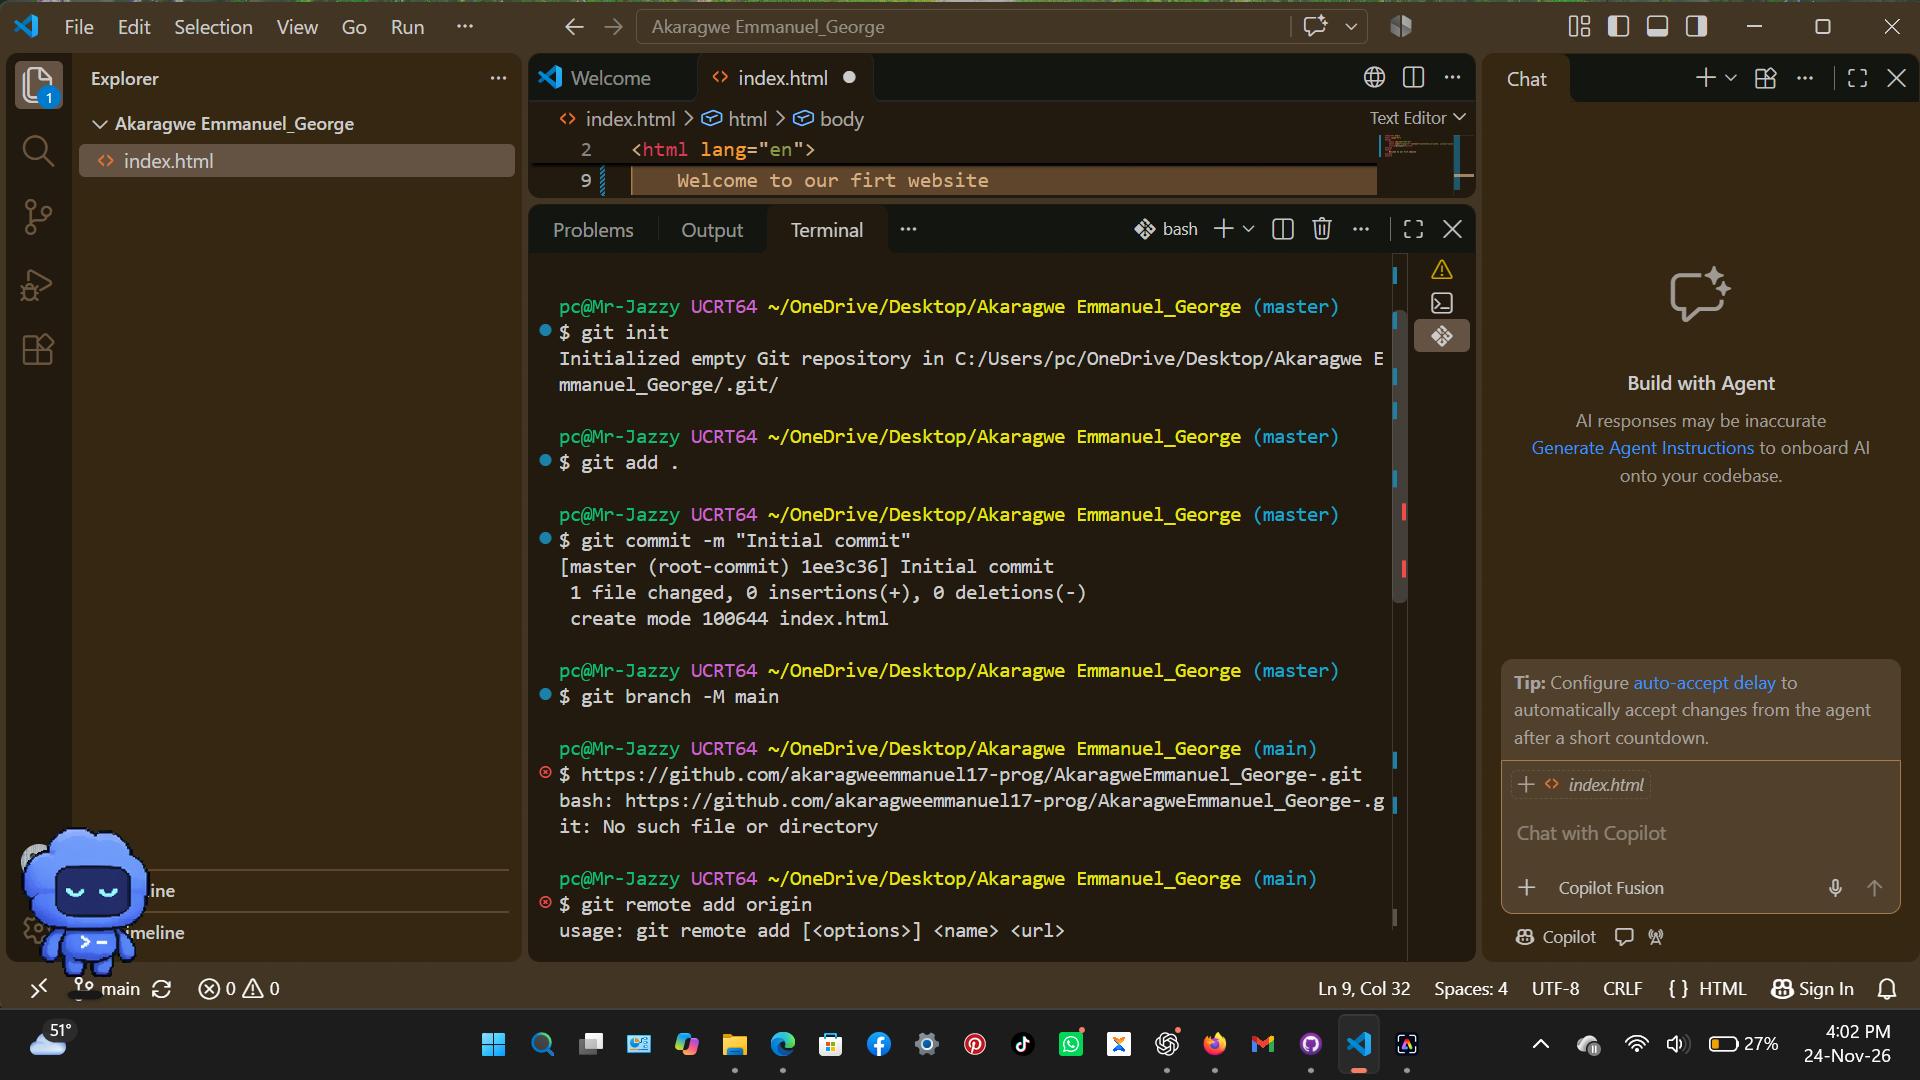 File Edit Selection View Go Run
Akaragwe Emmanuel_George
Explorer
1
Akaragwe Emmanuel_George
index.html
ine
imeline
Welcome
index.html
index.html > html > body
Text Editor
2 <html lang="en">
9 Welcome to our firt website
Problems Output Terminal
bash
pc@Mr-Jazzy UCRT64 ~/OneDrive/Desktop/Akaragwe Emmanuel_George (master)
$ git init
Initialized empty Git repository in C:/Users/pc/OneDrive/Desktop/Akaragwe E
mmanuel_George/.git/
pc@Mr-Jazzy UCRT64 ~/OneDrive/Desktop/Akaragwe Emmanuel_George (master)
$ git add .
pc@Mr-Jazzy UCRT64 ~/OneDrive/Desktop/Akaragwe Emmanuel_George (master)
$ git commit -m "Initial commit"
[master (root-commit) 1ee3c36] Initial commit
1 file changed, 0 insertions(+), 0 deletions(-)
create mode 100644 index.html
pc@Mr-Jazzy UCRT64 ~/OneDrive/Desktop/Akaragwe Emmanuel_George (master)
$ git branch -M main
pc@Mr-Jazzy UCRT64 ~/OneDrive/Desktop/Akaragwe Emmanuel_George (main)
$ https://github.com/akaragweemmanuel17-prog/AkaragweEmmanuel_George-.git
bash: https://github.com/akaragweemmanuel17-prog/AkaragweEmmanuel_George-.g
it: No such file or directory
pc@Mr-Jazzy UCRT64 ~/OneDrive/Desktop/Akaragwe Emmanuel_George (main)
$ git remote add origin
usage: git remote add [<options>] <name> <url>
Chat
Build with Agent
AI responses may be inaccurate
Generate Agent Instructions to onboard AI
onto your codebase.
Tip: Configure auto-accept delay to
automatically accept changes from the agent
after a short countdown.
index.html
Chat with Copilot
Copilot Fusion
Copilot
main
0 0
Ln 9, Col 32 Spaces: 4 UTF-8 CRLF { } HTML Sign In
51°
27%
4:02 PM
24-Nov-26